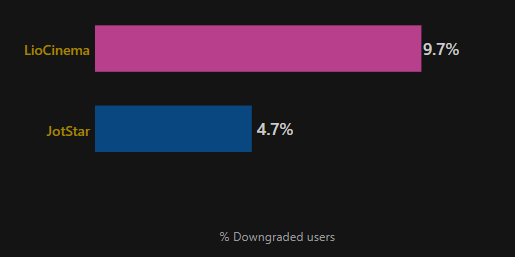 LioCinema 9.7%
JotStar 4.7%
% Downgraded users